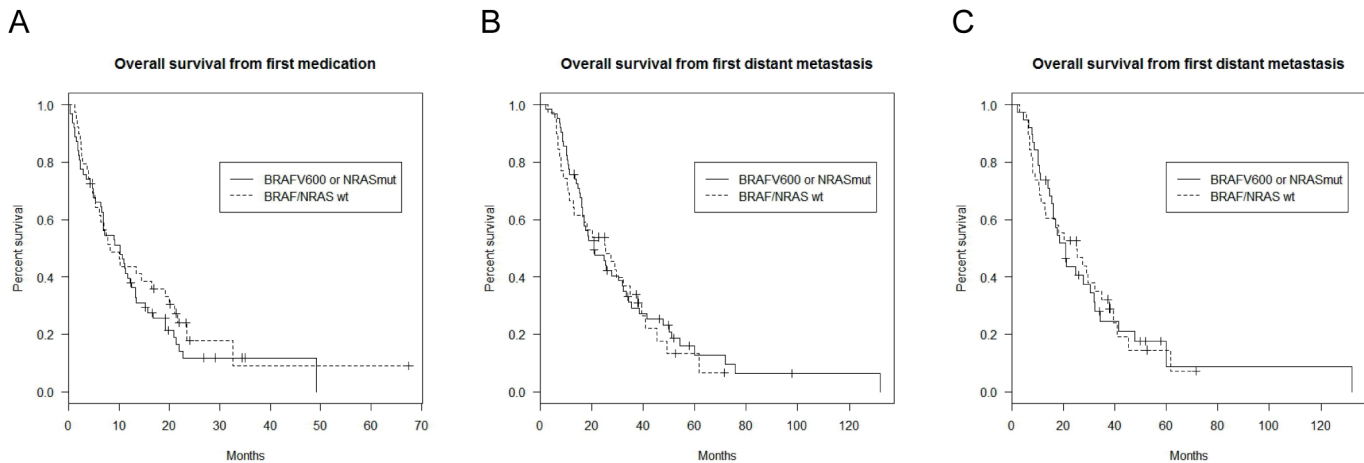 A
Overall survival from first medication
Percent survival
1.0
0.8
0.6
0.4
0.2
0.0
BRAFV600 or NRASmut
BRAF/NRAS wt
0 10 20 30 40 50 60 70
Months
B
Overall survival from first distant metastasis
Percent survival
1.0
0.8
0.6
0.4
0.2
0.0
BRAFV600 or NRASmut
BRAF/NRAS wt
0 20 40 60 80 100 120
Months
C
Overall survival from first distant metastasis
Percent survival
1.0
0.8
0.6
0.4
0.2
0.0
BRAFV600 or NRASmut
BRAF/NRAS wt
0 20 40 60 80 100 120
Months